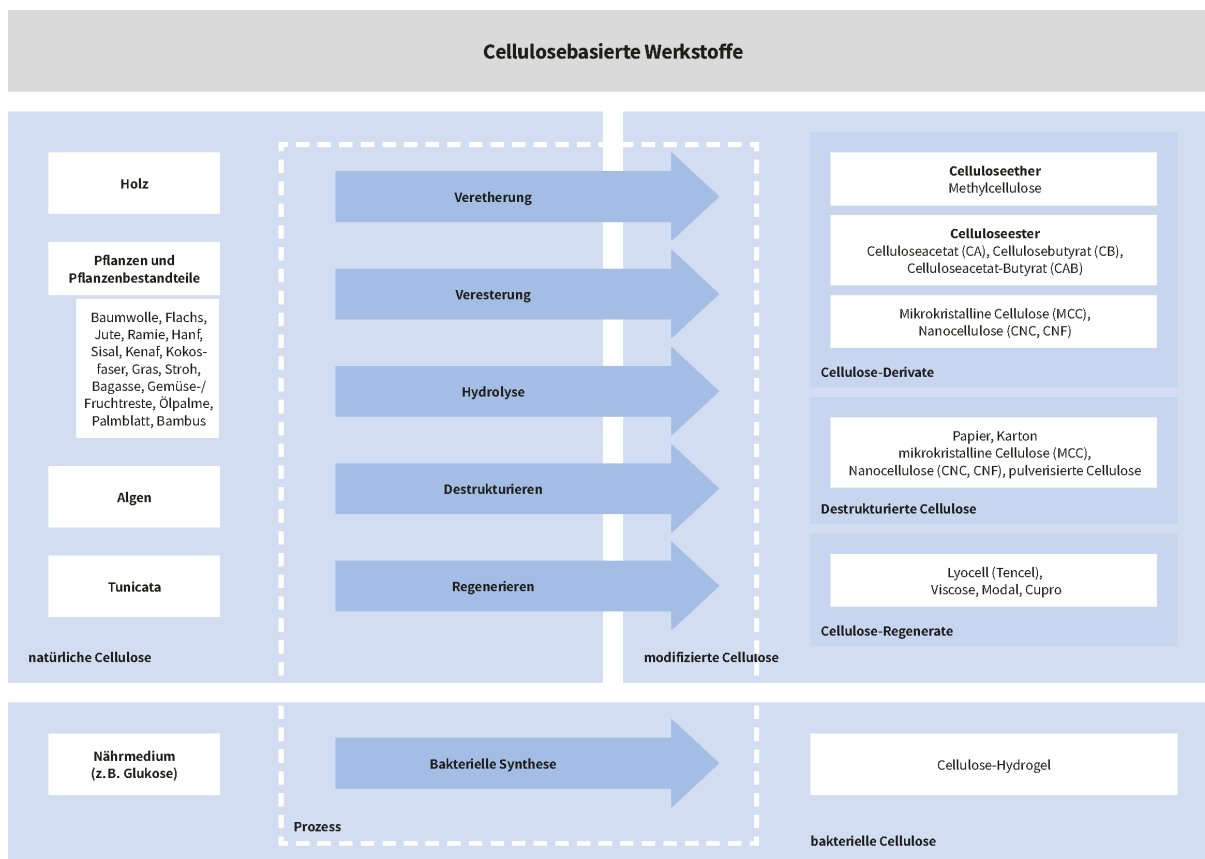 Cellulosebasierte Werkstoffe
Holz
Pflanzen und
Pflanzenbestandteile
Baumwolle, Flachs,
Jute, Ramie, Hanf,
Sisal, Kenaf, Kokos-
faser, Gras, Stroh,
Bagasse, Gemüse-/
Fruchtreste, Ölpalme,
Palmblatt, Bambus
Algen
Tunicata
natürliche Cellulose
Veretherung
Veresterung
Hydrolyse
Destrukturieren
Regenerieren
modifizierte Cellulose
Celluloseether
Methylcellulose
Celluloseester
Celluloseacetat (CA), Cellulosebutyrat (CB),
Celluloseacetat-Butyrat (CAB)
Mikrokristalline Cellulose (MCC),
Nanocellulose (CNC, CNF)
Cellulose-Derivate
Papier, Karton
mikrokristalline Cellulose (MCC),
Nanocellulose (CNC, CNF), pulverisierte Cellulose
Destrukturierte Cellulose
Lyocell (Tencel),
Viscose, Modal, Cupro
Cellulose-Regenerate
Nährmedium
(z. B. Glukose)
Bakterielle Synthese
Prozess
Cellulose-Hydrogel
bakterielle Cellulose